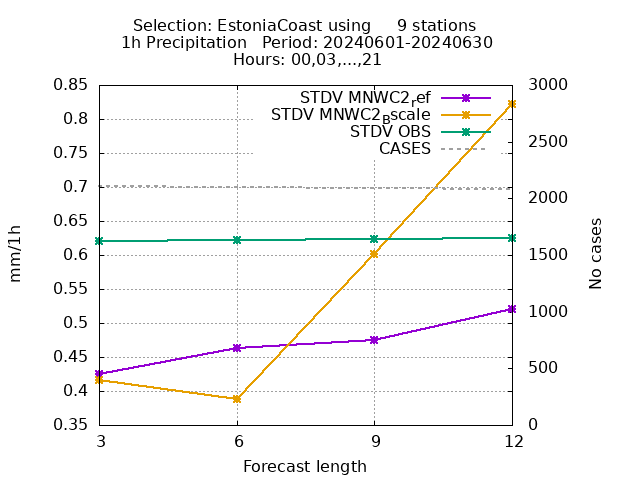 Selection: EstoniaCoast using 9 stations
1h Precipitation Period: 20240601-20240630
Hours: 00,03,...,21
STDV MNWC2ref
STDV MNWC2Bscale
STDV OBS
CASES
0.85
0.8
0.75
0.7
0.65
0.6
0.55
0.5
0.45
0.4
0.35
mm/1h
3000
2500
2000
1500
1000
500
0
No cases
3 6 9 12
Forecast length